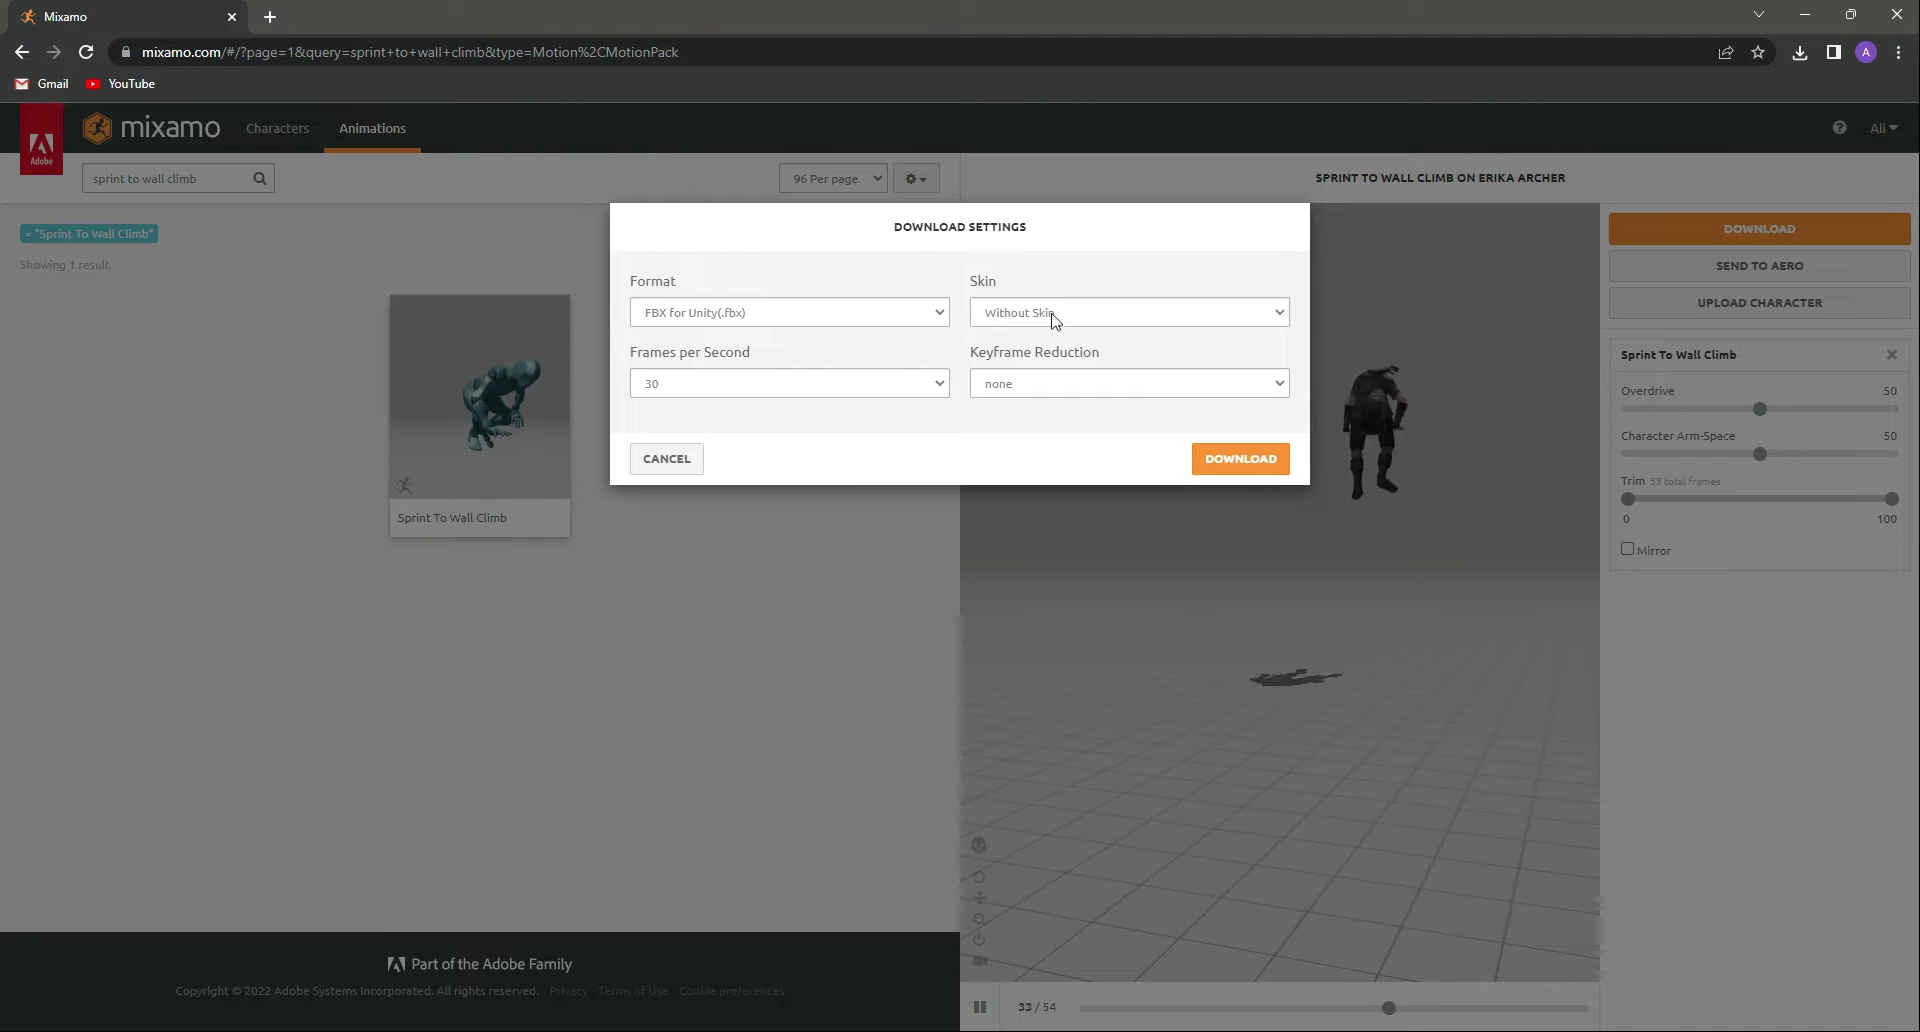 Mixamo
mixamo.com/#/?page=1&query=sprint+to+wall+climb&type=Motion%2CMotionPack
A
Gmail
YouTube
Adobe
mixamo
Characters
Animations
Ali
sprint to wall climb
96 Per page
SPRINT TO WALL CLIMB ON ERIKA ARCHER
× "Sprint To Wall Climb"
Showing 1 result
Sprint To Wall Climb
DOWNLOAD SETTINGS
Format
Skin
FBX for Unity(.fbx)
Without Skin
Frames per Second
Keyframe Reduction
30
none
CANCEL
DOWNLOAD
DOWNLOAD
SEND TO AERO
UPLOAD CHARACTER
Sprint To Wall Climb
Overdrive 50
Character Arm-Space 50
Trim 55 total frames
0 100
Mirror
33 / 54
Part of the Adobe Family
Copyright © 2022 Adobe Systems Incorporated. All rights reserved. Privacy Terms of Use Cookie preferences